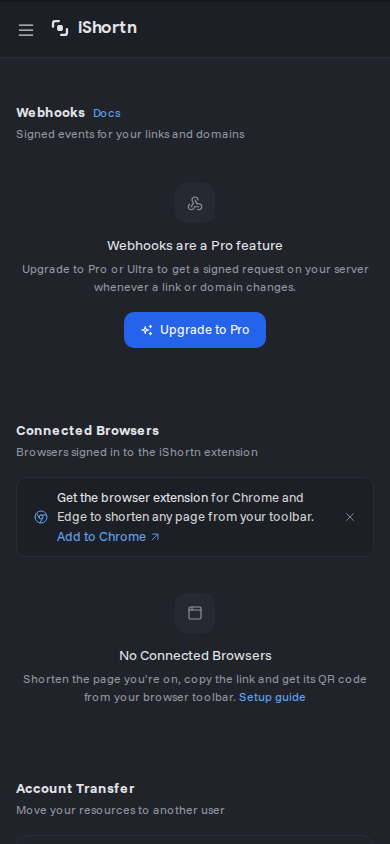 iShortn
Webhooks Docs
Signed events for your links and domains
Webhooks are a Pro feature
Upgrade to Pro or Ultra to get a signed request on your server
whenever a link or domain changes.
Upgrade to Pro
Connected Browsers
Browsers signed in to the iShortn extension
Get the browser extension for Chrome and
Edge to shorten any page from your toolbar.
Add to Chrome
No Connected Browsers
Shorten the page you're on, copy the link and get its QR code
from your browser toolbar. Setup guide
Account Transfer
Move your resources to another user